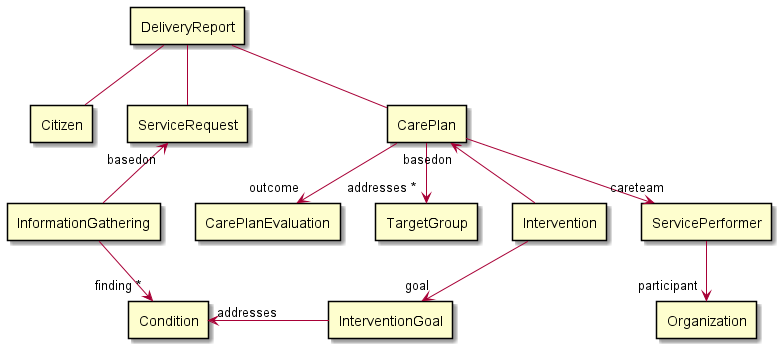 DeliveryReport
Citizen
ServiceRequest
CarePlan
basedon
basedon
outcome
addresses *
careteam
InformationGathering
CarePlanEvaluation
TargetGroup
Intervention
ServicePerformer
finding *
goal
participant
addresses
Condition
InterventionGoal
Organization